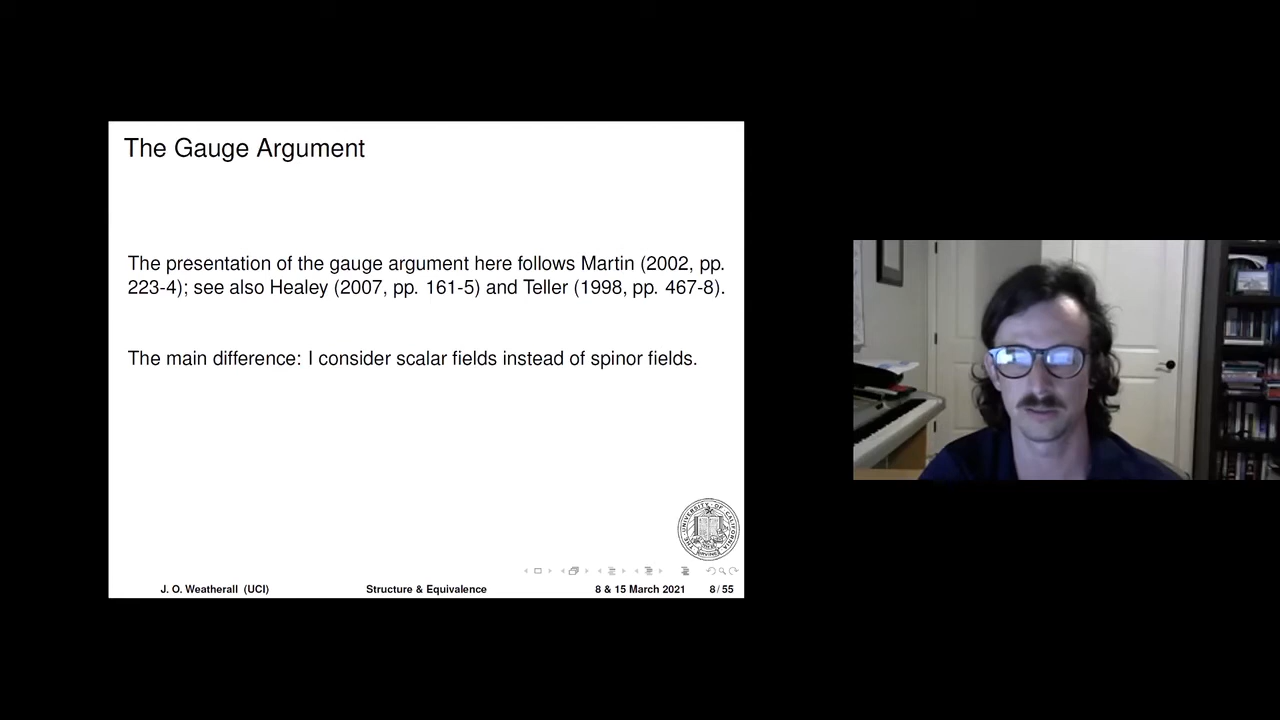 The Gauge Argument
The presentation of the gauge argument here follows Martin (2002, pp.
223-4); see also Healey (2007, pp. 161-5) and Teller (1998, pp. 467-8).
The main difference: I consider scalar fields instead of spinor fields.
J. O. Weatherall (UCI) Structure & Equivalence 8 & 15 March 2021 8/55